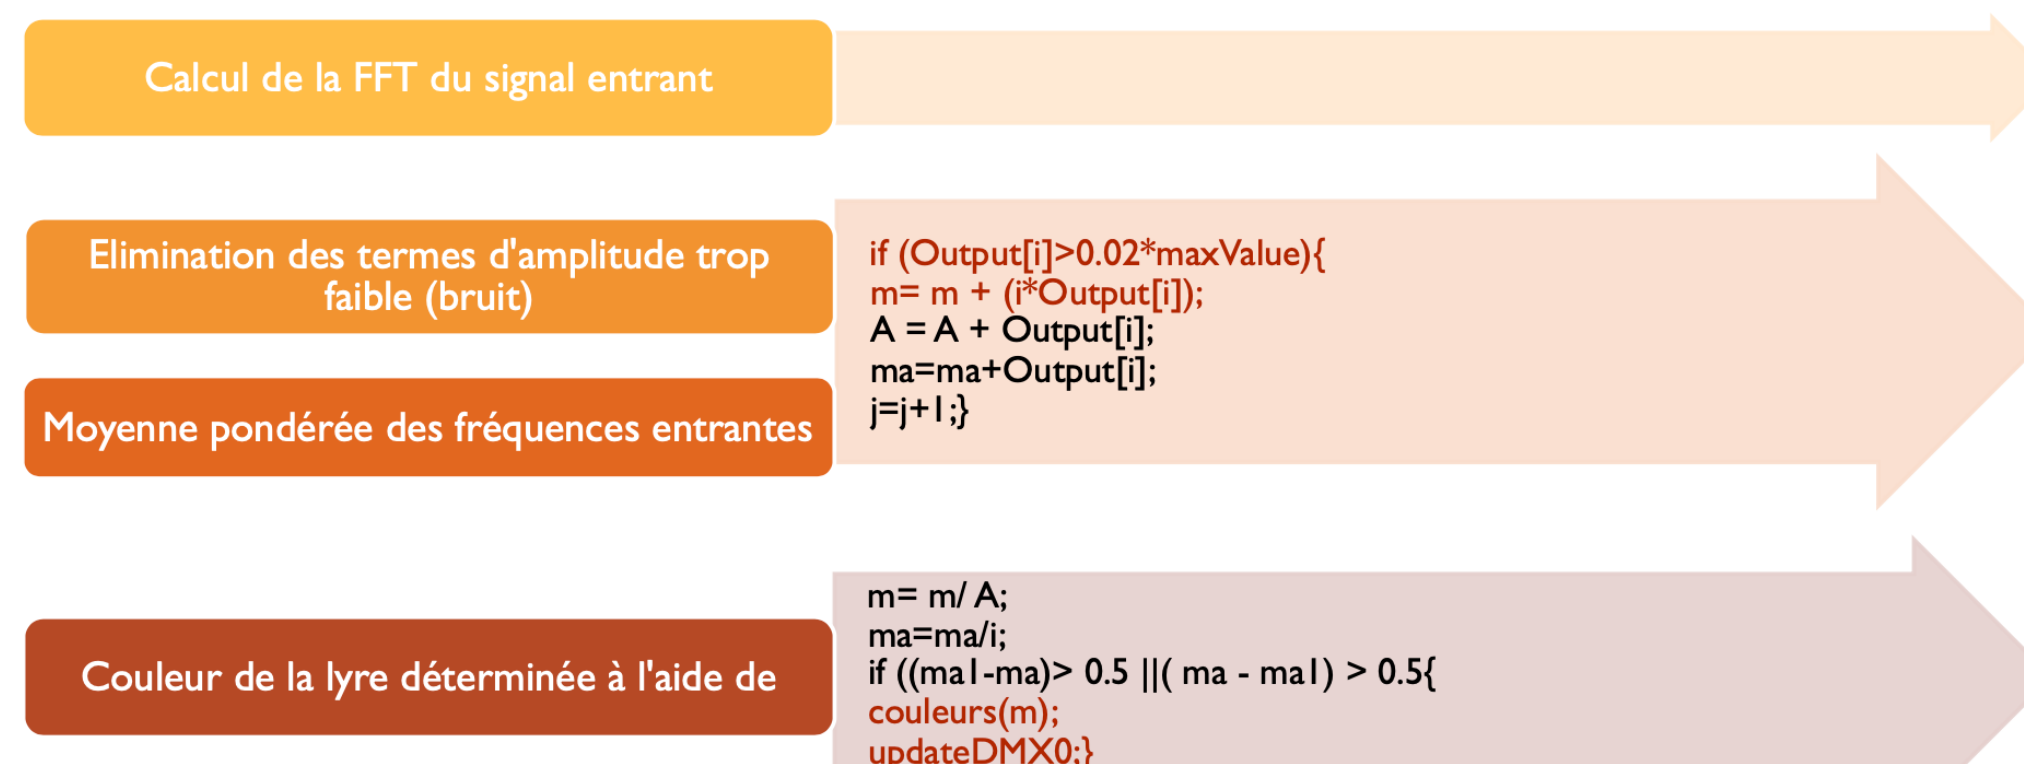 Calcul de la FFT du signal entrant
Elimination des termes d'amplitude trop
faible (bruit)
if (Output[i]>0.02*maxValue){
m= m + (i*Output[i]);
A = A + Output[i];
ma=ma+Output[i];
j=j+1;}
Moyenne pondérée des fréquences entrantes
Couleur de la lyre déterminée à l'aide de
m= m/ A;
ma=ma/i;
if ((ma1-ma)> 0.5 ||( ma - ma1) > 0.5{
couleurs(m);
updateDMX0;}